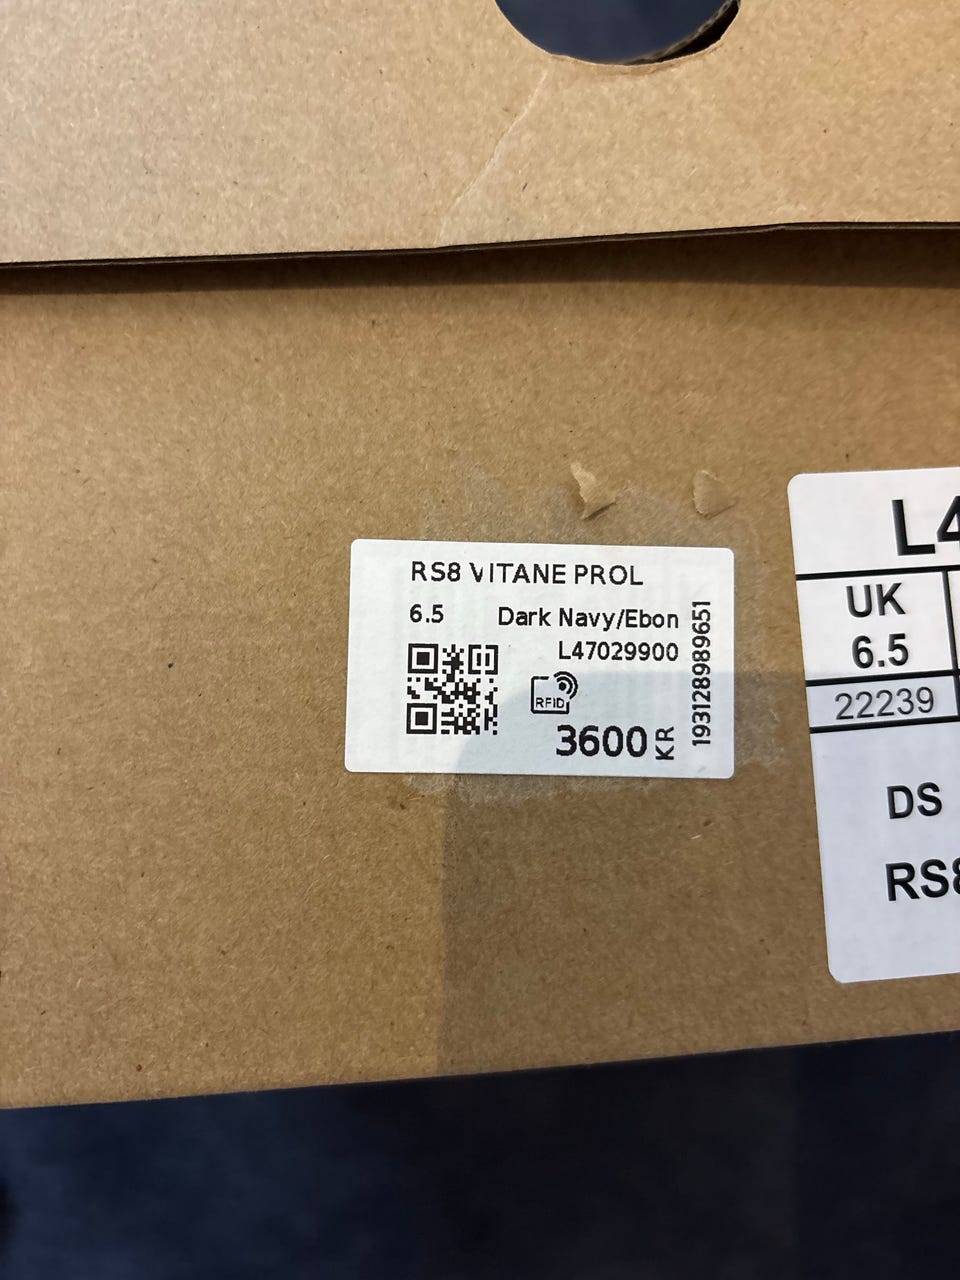 RS8 VITANE PROL
6.5 Dark Navy/Ebon
L47029900
RFID
3600 KR
193128989651
L4
UK
6.5
22239
DS
RS8